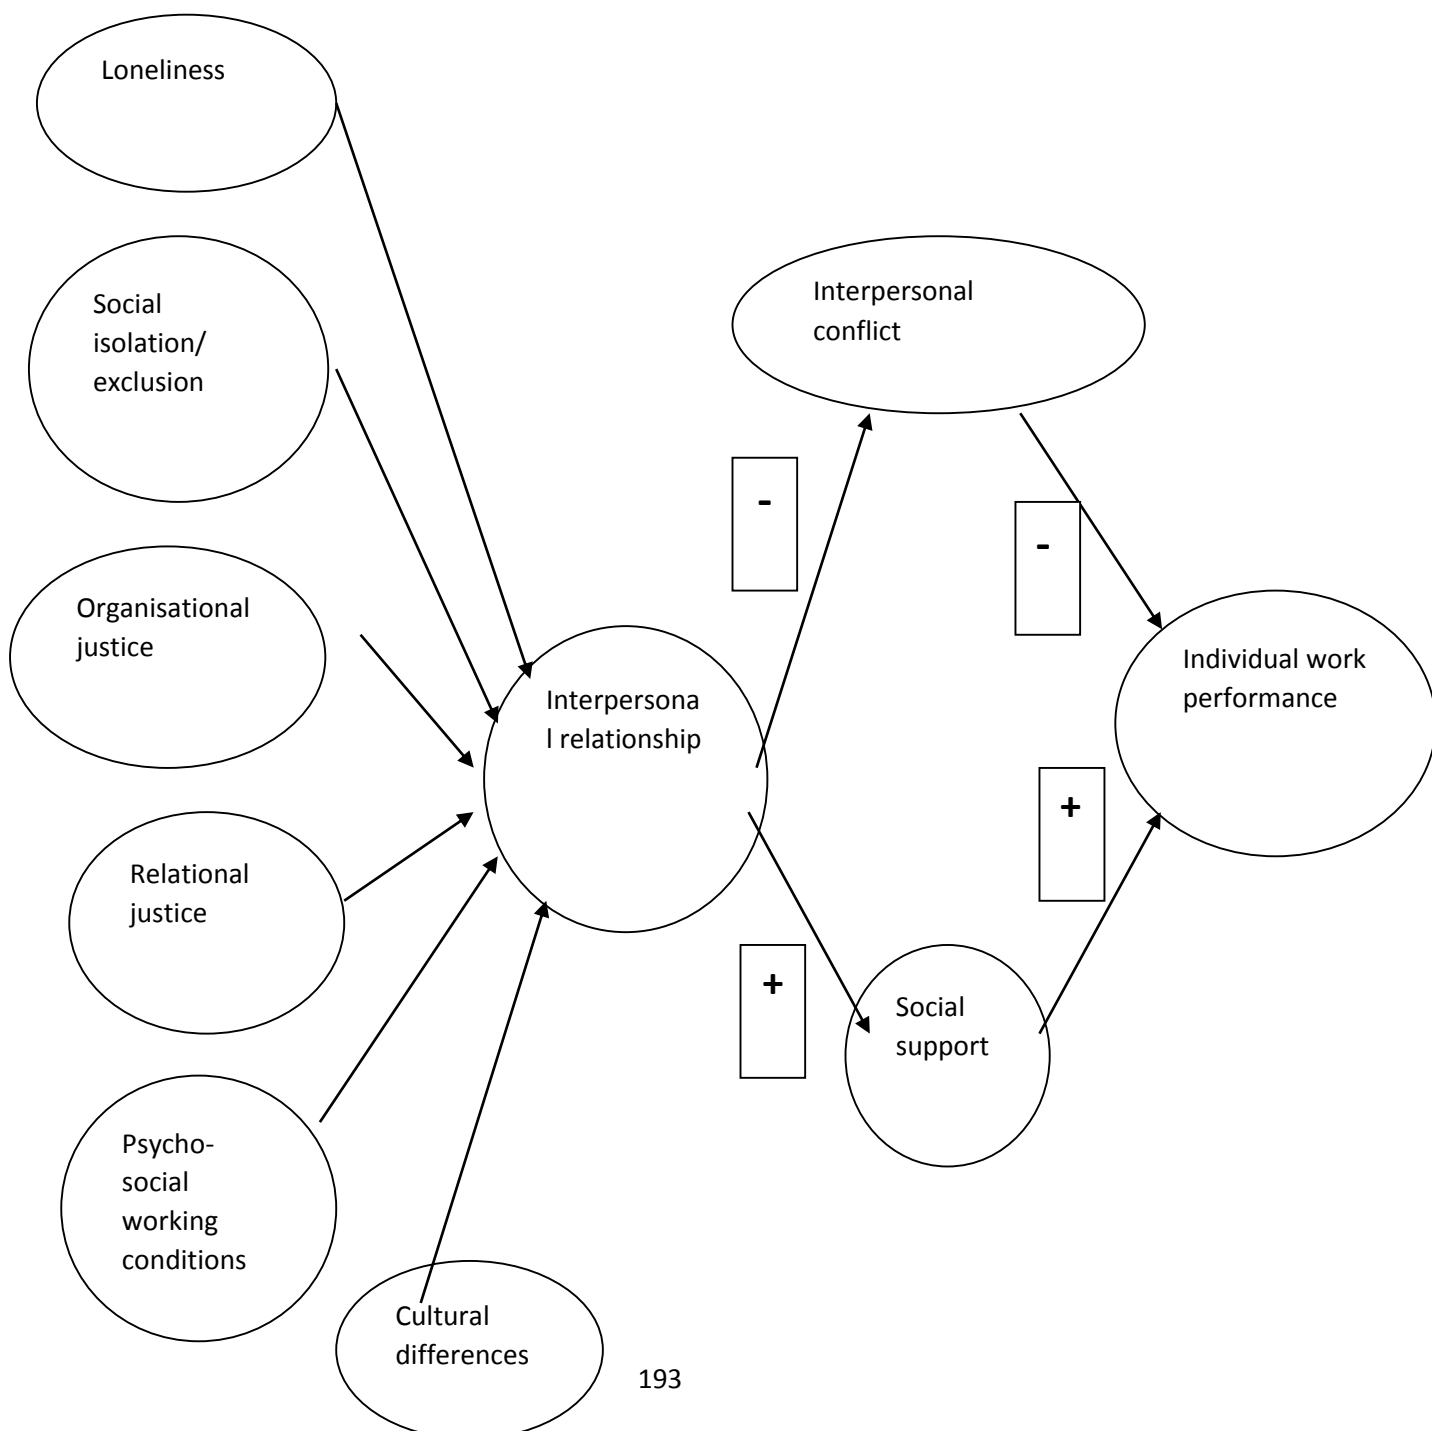 Loneliness
Social
isolation/
exclusion
Interpersonal
conflict
-
-
Organisational
justice
Interpersona
l relationship
Individual work
performance
+
Relational
justice
+
Social
support
Psycho-
social
working
conditions
Cultural
differences
193